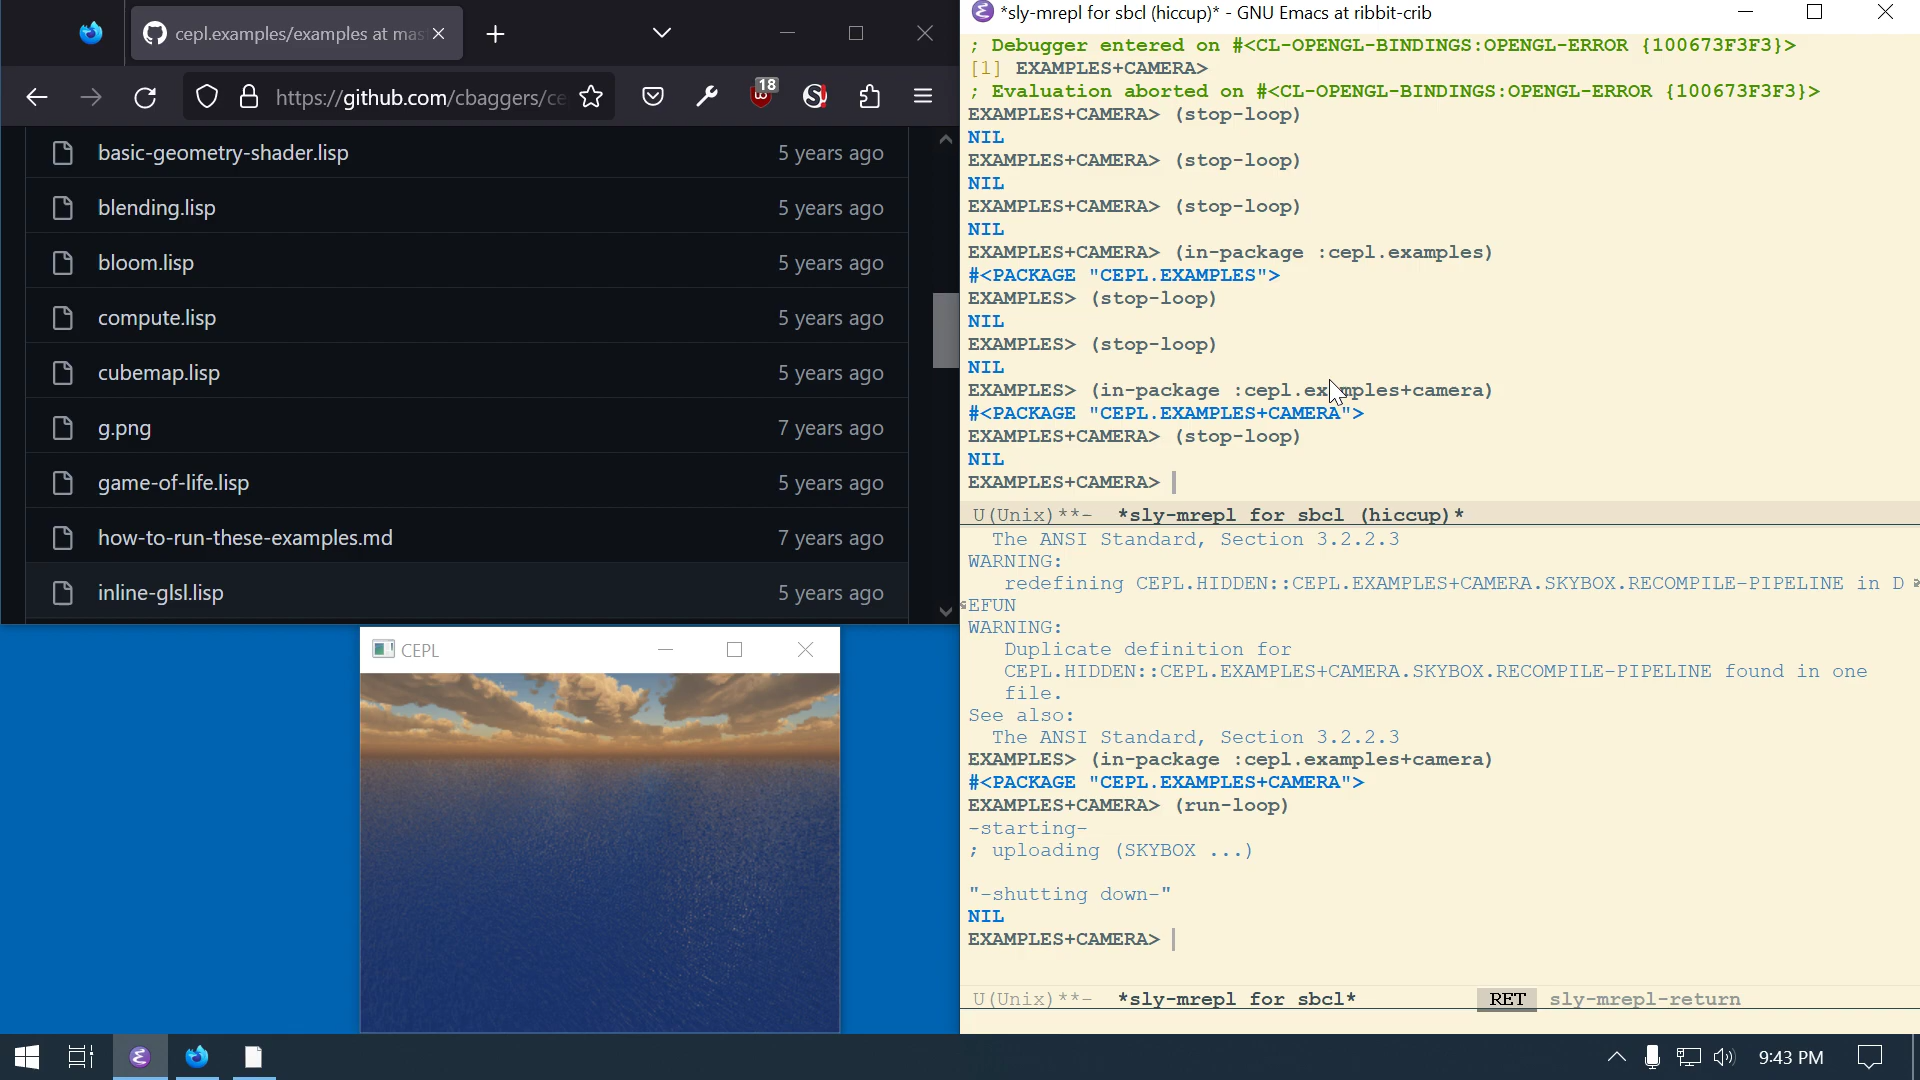 cepl.examples/examples at mas
https://github.com/cbaggers/ce
18
basic-geometry-shader.lisp 5 years ago
blending.lisp 5 years ago
bloom.lisp 5 years ago
compute.lisp 5 years ago
cubemap.lisp 5 years ago
g.png 7 years ago
game-of-life.lisp 5 years ago
how-to-run-these-examples.md 7 years ago
inline-glsl.lisp 5 years ago
CEPL
*sly-mrepl for sbcl (hiccup)* - GNU Emacs at ribbit-crib
; Debugger entered on #<CL-OPENGL-BINDINGS:OPENGL-ERROR {100673F3F3}>
[1] EXAMPLES+CAMERA>
; Evaluation aborted on #<CL-OPENGL-BINDINGS:OPENGL-ERROR {100673F3F3}>
EXAMPLES+CAMERA> (stop-loop)
NIL
EXAMPLES+CAMERA> (stop-loop)
NIL
EXAMPLES+CAMERA> (stop-loop)
NIL
EXAMPLES+CAMERA> (in-package :cepl.examples)
#<PACKAGE "CEPL.EXAMPLES">
EXAMPLES> (stop-loop)
NIL
EXAMPLES> (stop-loop)
NIL
EXAMPLES> (in-package :cepl.examples+camera)
#<PACKAGE "CEPL.EXAMPLES+CAMERA">
EXAMPLES+CAMERA> (stop-loop)
NIL
EXAMPLES+CAMERA>
U(Unix)**- *sly-mrepl for sbcl (hiccup)*
The ANSI Standard, Section 3.2.2.3
WARNING:
redefining CEPL.HIDDEN::CEPL.EXAMPLES+CAMERA.SKYBOX.RECOMPILE-PIPELINE in D
EFUN
WARNING:
Duplicate definition for
CEPL.HIDDEN::CEPL.EXAMPLES+CAMERA.SKYBOX.RECOMPILE-PIPELINE found in one
file.
See also:
The ANSI Standard, Section 3.2.2.3
EXAMPLES> (in-package :cepl.examples+camera)
#<PACKAGE "CEPL.EXAMPLES+CAMERA">
EXAMPLES+CAMERA> (run-loop)
-starting-
; uploading (SKYBOX ...)
"-shutting down-"
NIL
EXAMPLES+CAMERA>
U(Unix)**- *sly-mrepl for sbcl* RET sly-mrepl-return
9:43 PM